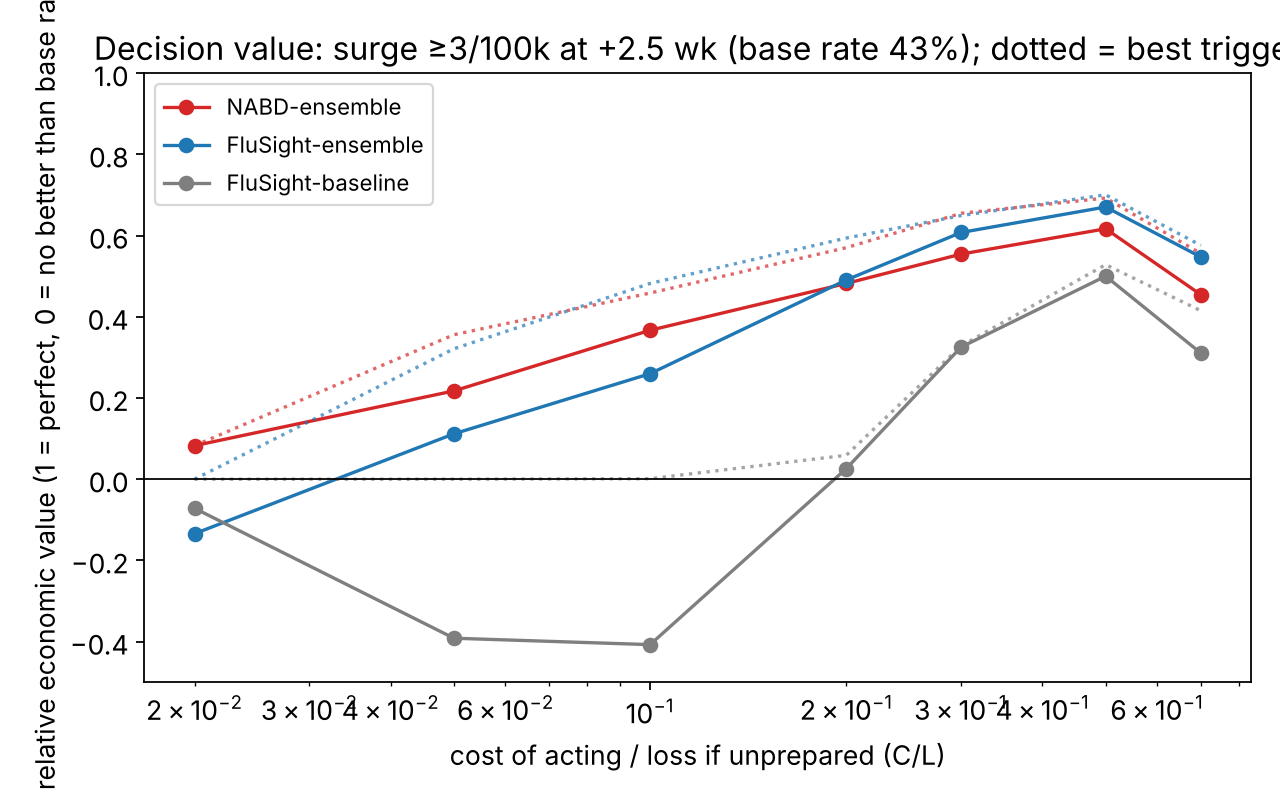 Decision value: surge ≥3/100k at +2.5 wk (base rate 43%); dotted = best
relative economic value (1 = perfect, 0 = no better than base
NABD-ensemble
FluSight-ensemble
FluSight-baseline
1.0
0.8
0.6
0.4
0.2
0.0
−0.2
−0.4
2 × 10⁻² 3 × 10⁻² 4 × 10⁻² 6 × 10⁻² 10⁻¹ 2 × 10⁻¹ 3 × 10⁻¹ 4 × 10⁻¹ 6 × 10⁻¹
cost of acting / loss if unprepared (C/L)